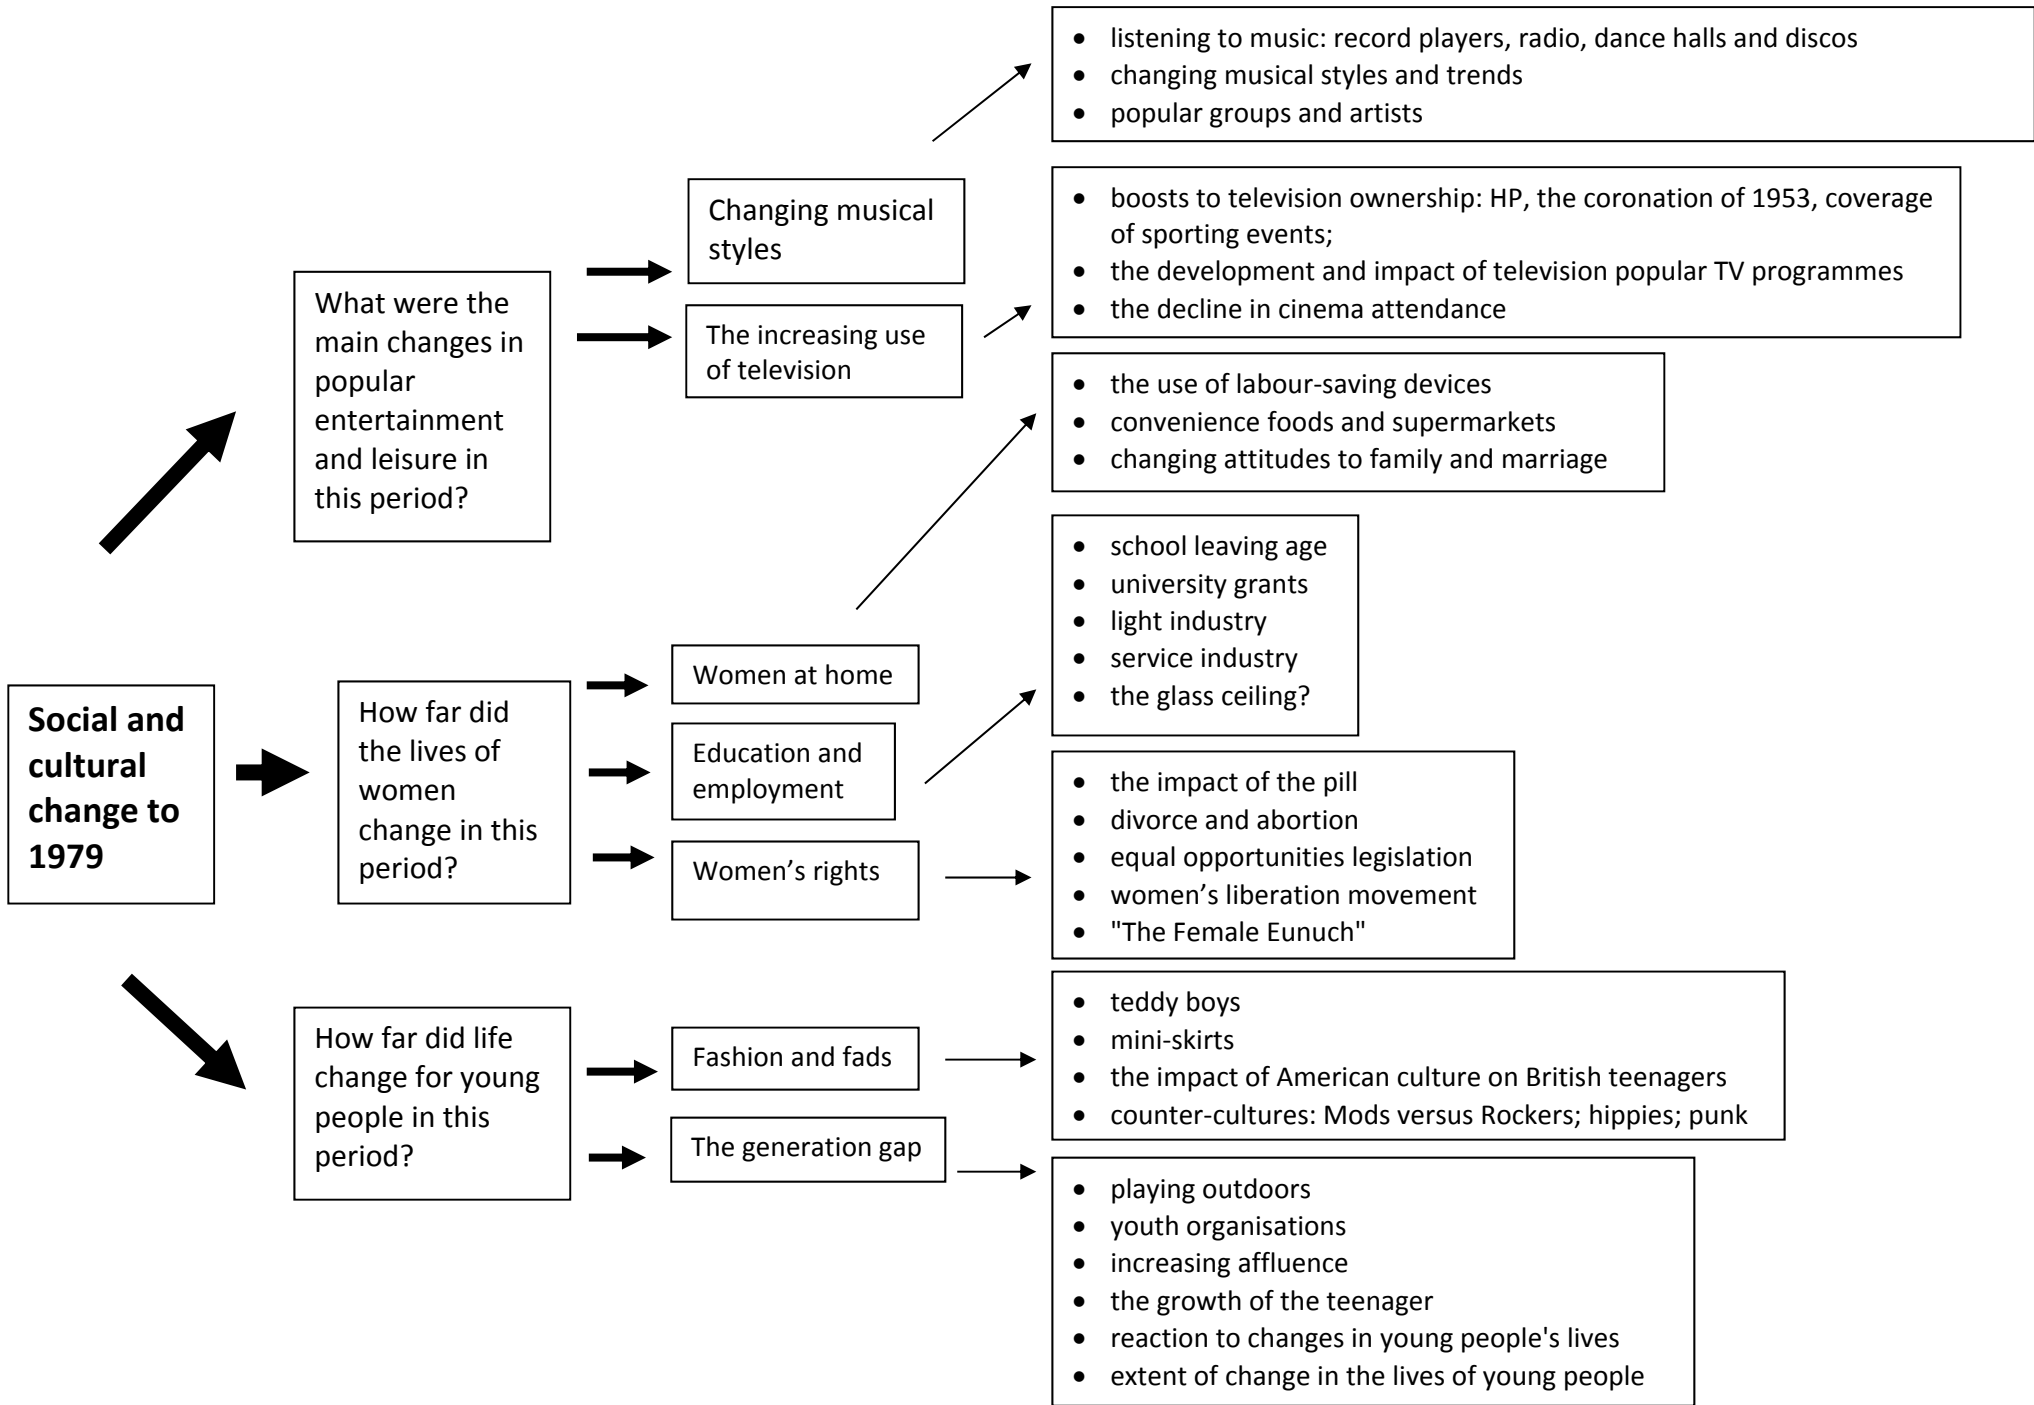 Social and
cultural
change to
1979
What were the
main changes in
popular
entertainment
and leisure in
this period?
Changing musical
styles
• listening to music: record players, radio, dance halls and discos
• changing musical styles and trends
• popular groups and artists
The increasing use
of television
• boosts to television ownership: HP, the coronation of 1953, coverage
of sporting events;
• the development and impact of television popular TV programmes
• the decline in cinema attendance
How far did
the lives of
women
change in this
period?
Women at home
• the use of labour-saving devices
• convenience foods and supermarkets
• changing attitudes to family and marriage
Education and
employment
• school leaving age
• university grants
• light industry
• service industry
• the glass ceiling?
Women’s rights
• the impact of the pill
• divorce and abortion
• equal opportunities legislation
• women’s liberation movement
• "The Female Eunuch"
How far did life
change for young
people in this
period?
Fashion and fads
• teddy boys
• mini-skirts
• the impact of American culture on British teenagers
• counter-cultures: Mods versus Rockers; hippies; punk
The generation gap
• playing outdoors
• youth organisations
• increasing affluence
• the growth of the teenager
• reaction to changes in young people's lives
• extent of change in the lives of young people